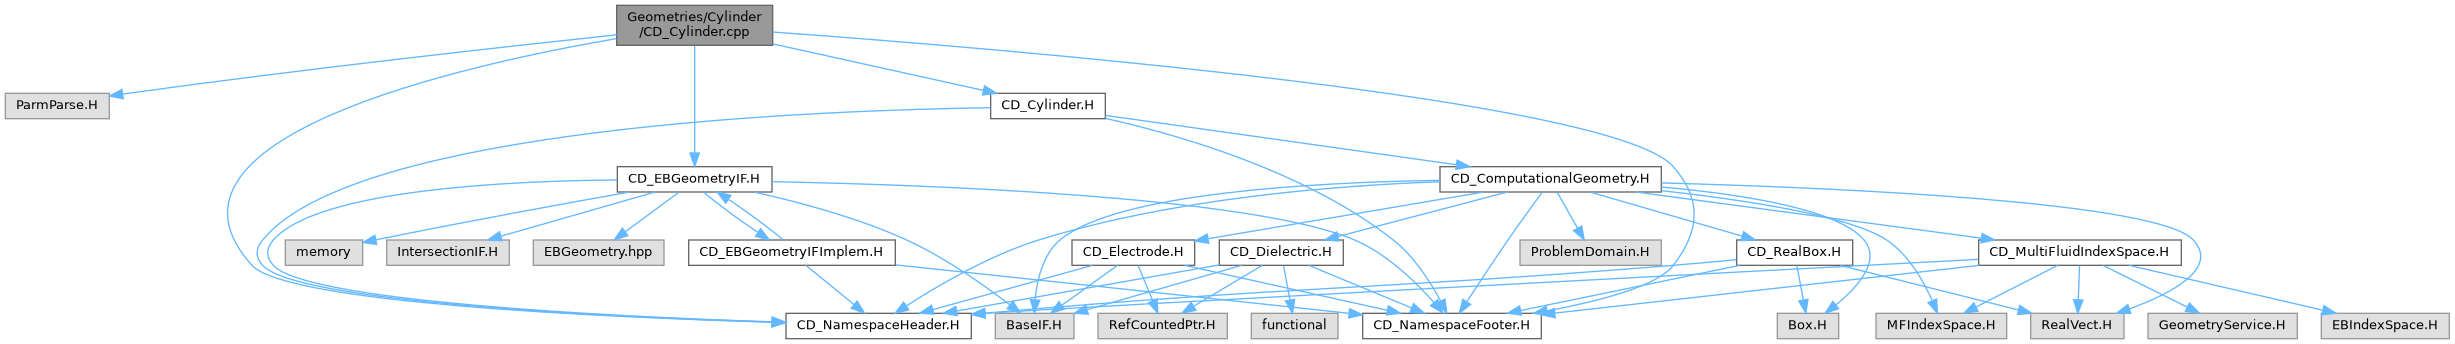 Geometries/Cylinder
/CD_Cylinder.cpp
ParmParse.H
CD_Cylinder.H
CD_EBGeometryIF.H
CD_ComputationalGeometry.H
memory
IntersectionIF.H
EBGeometry.hpp
CD_EBGeometryIFImplem.H
CD_Electrode.H
CD_Dielectric.H
ProblemDomain.H
CD_RealBox.H
CD_MultiFluidIndexSpace.H
CD_NamespaceHeader.H
BaseIF.H
RefCountedPtr.H
functional
CD_NamespaceFooter.H
Box.H
MFIndexSpace.H
RealVect.H
GeometryService.H
EBIndexSpace.H